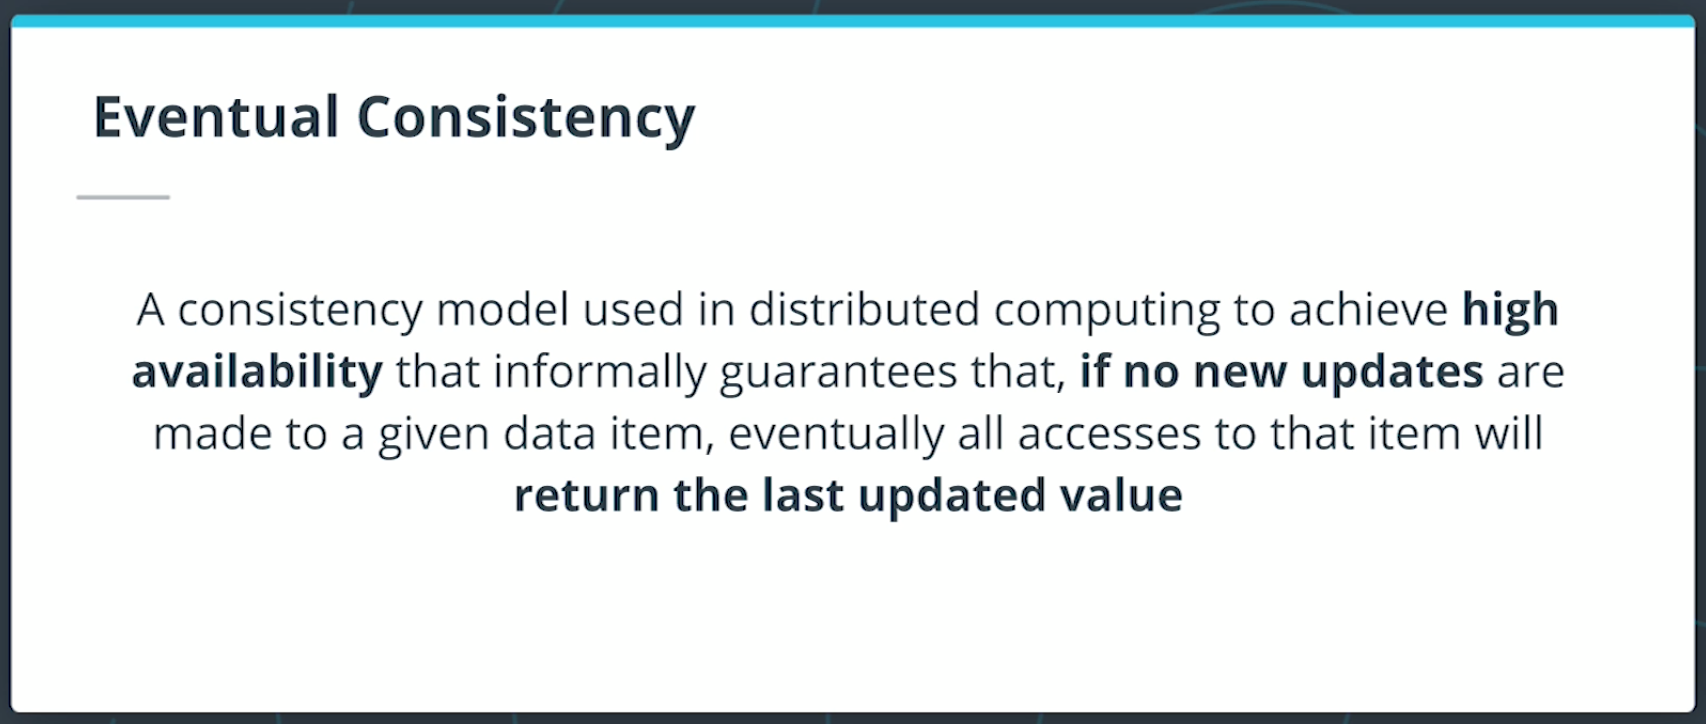 Eventual Consistency
A consistency model used in distributed computing to achieve high
availability that informally guarantees that, if no new updates are
made to a given data item, eventually all accesses to that item will
return the last updated value